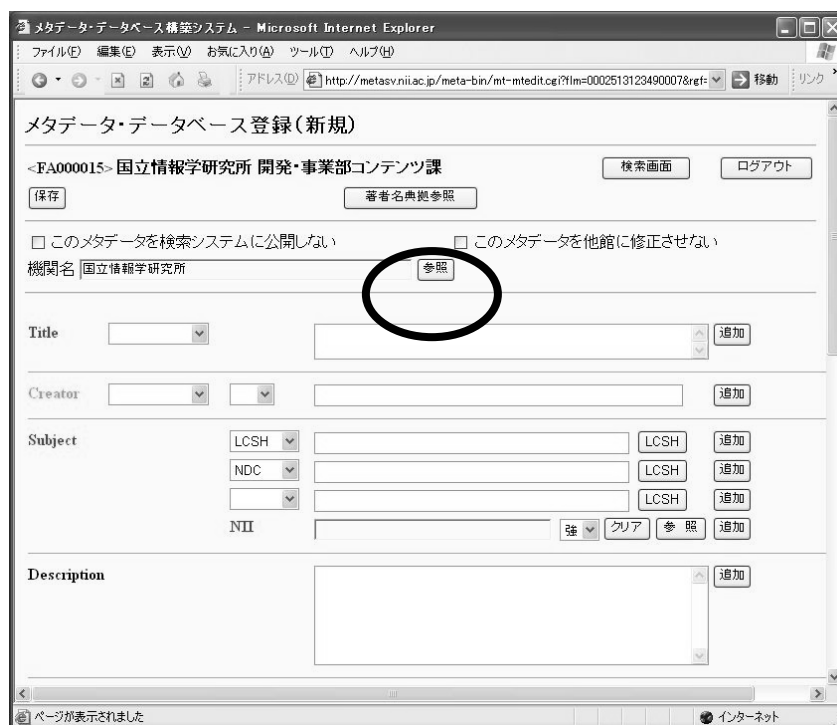 メタデータ・データベース構築システム - Microsoft Internet Explorer
ファイル(F) 編集(E) 表示(V) お気に入り(A) ツール(T) ヘルプ(H)
アドレス(D) http://metasv.nii.ac.jp/meta-bin/mt-mtedit.cgi?flm=0002513123490007&rgf= 移動 リンク
メタデータ・データベース登録(新規)
<FA000015> 国立情報学研究所 開発・事業部コンテンツ課 検索画面 ログアウト
保存 著者名典拠参照
このメタデータを検索システムに公開しない このメタデータを他館に修正させない
機関名 国立情報学研究所 参照
Title 追加
Creator 追加
Subject LCSH LCSH 追加
NDC LCSH 追加
LCSH 追加
NII 強 クリア 参 照 追加
Description 追加
ページが表示されました インターネット